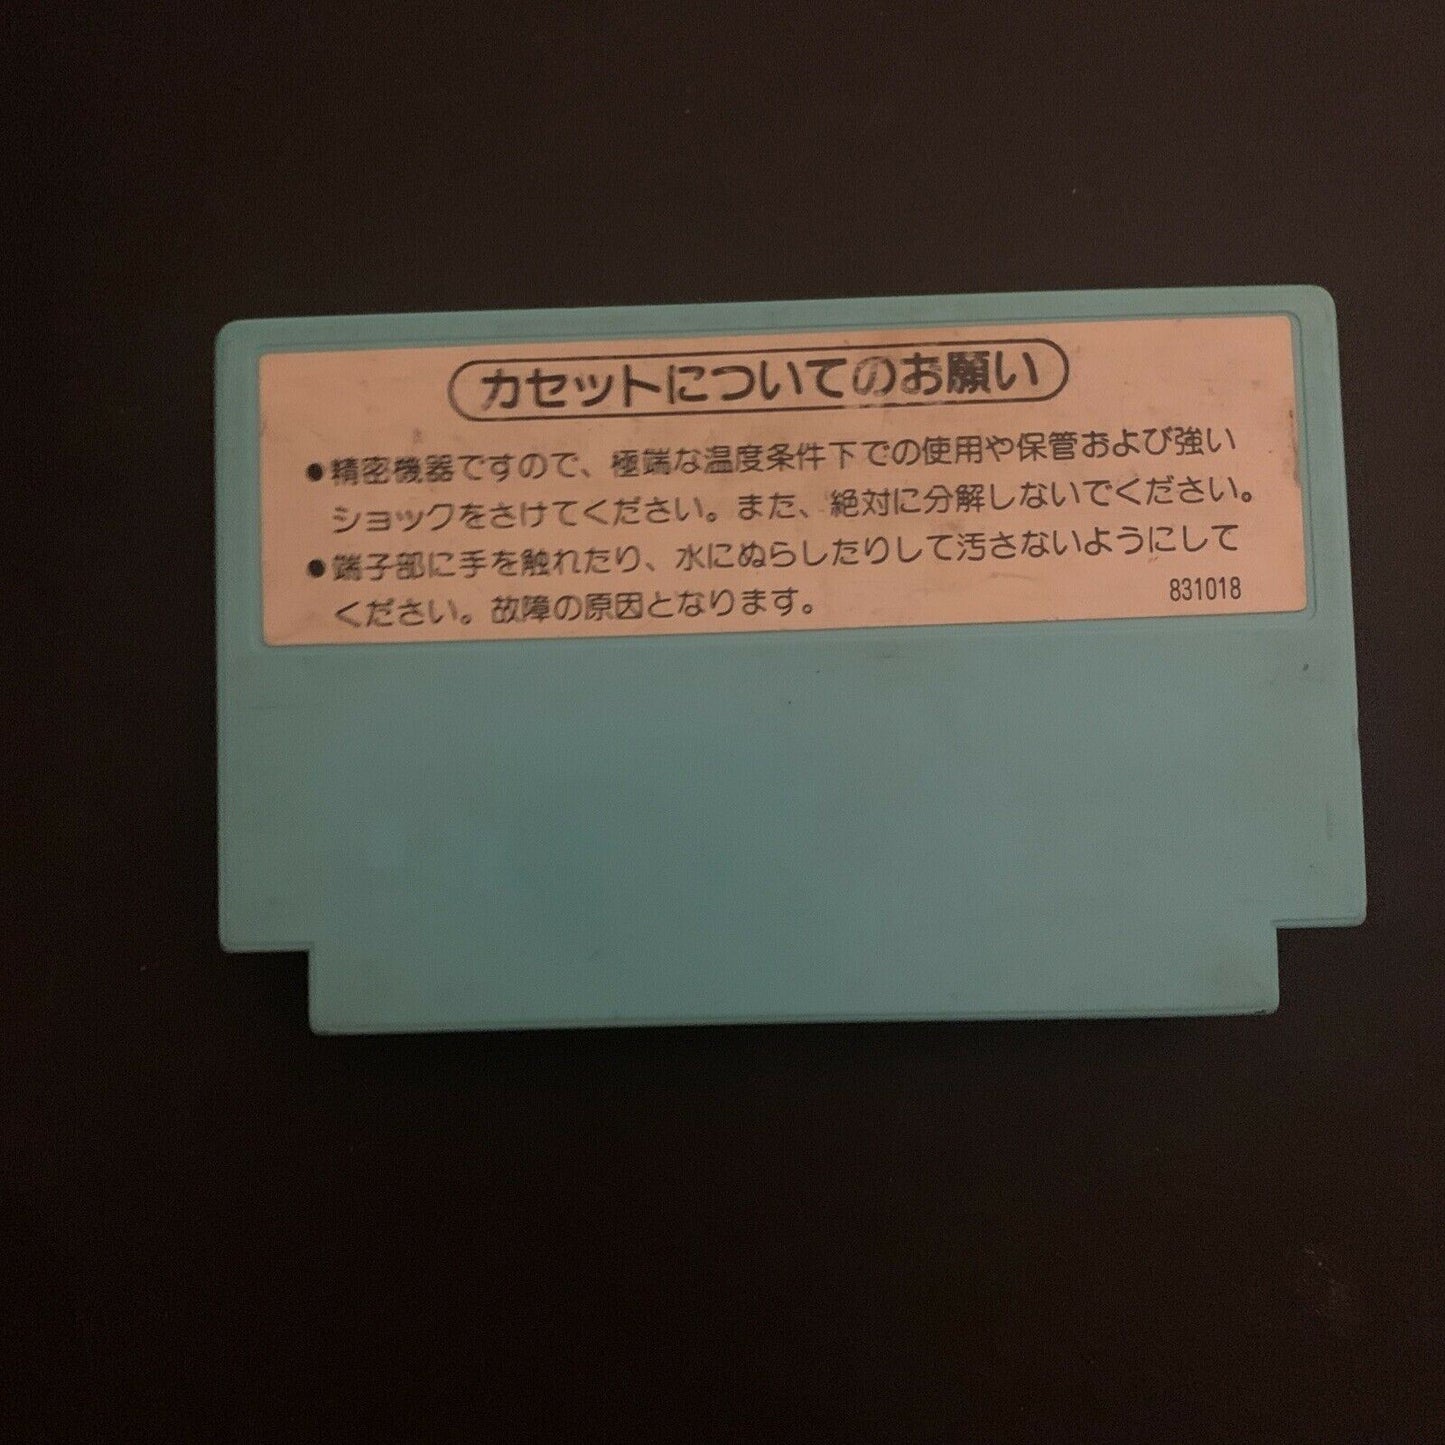 カセットについてのお願い
●精密機器ですので、極端な温度条件下での使用や保管および強い
ショックをさけてください。また、絶対に分解しないでください。
●端子部に手を触れたり、水にぬらしたりして汚さないようにして
ください。故障の原因となります。
831018